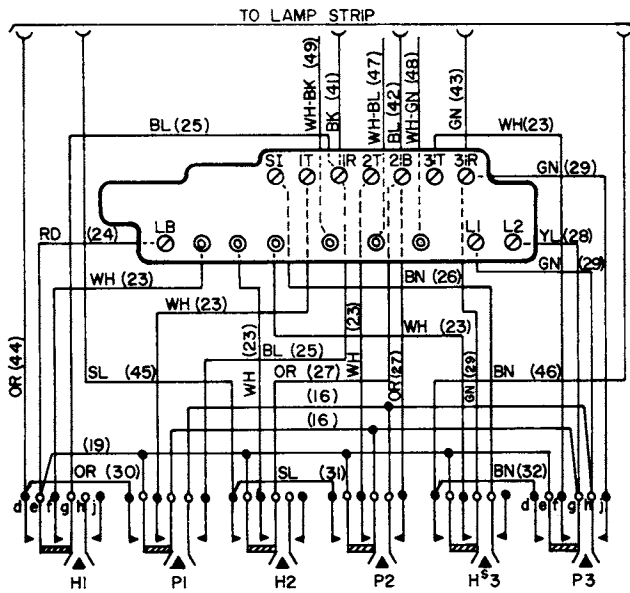 TO LAMP STRIP
WH-BK (49)
BK (41)
WH-BL (47)
BL (42)
WH-GN (48)
GN (43)
BL (25)
WH (23)
GN (29)
S1 1T 1R 2T 2B 3T 3R
RD (24) LB L1 L2 YL (28)
GN (29)
WH (23) BN (26)
WH (23) WH (23)
OR (44)
WH (23)
BL (25)
WH (23)
OR (27)
GN (29)
SL (45) OR (27) BN (46)
(16)
(16)
(19)
OR (30) SL (31) BN (32)
d e f g h j d e f g h j
H1 P1 H2 P2 HS3 P3